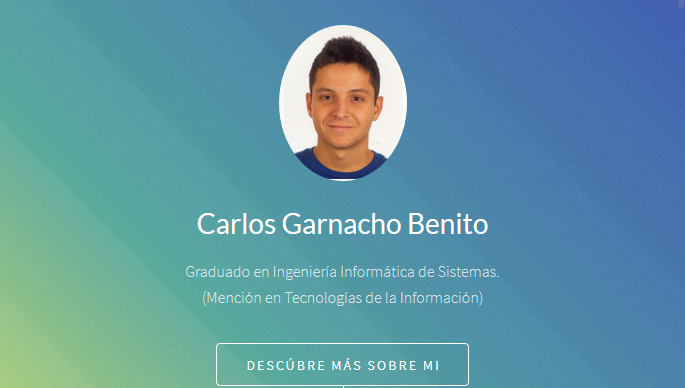 Carlos Garnacho Benito
Graduado en Ingeniería Informática de Sistemas.
(Mención en Tecnologías de la Información)
DESCÚBRE MÁS SOBRE MI